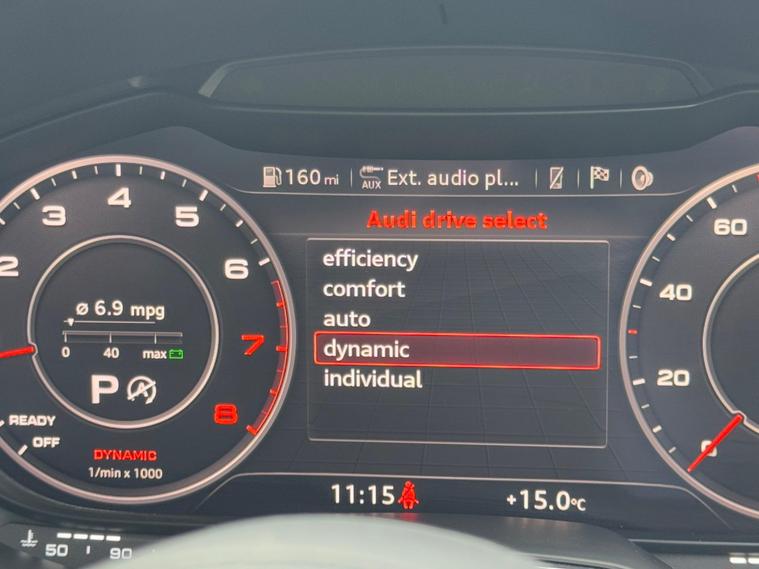 160 mi
AUX
Ext. audio pl...
Audi drive select
efficiency
comfort
auto
dynamic
individual
2
3
4
5
6
7
8
ø 6.9 mpg
0 40 max
P
READY
OFF
DYNAMIC
1/min x 1000
60
40
20
0
11:15
+15.0°C
50 90